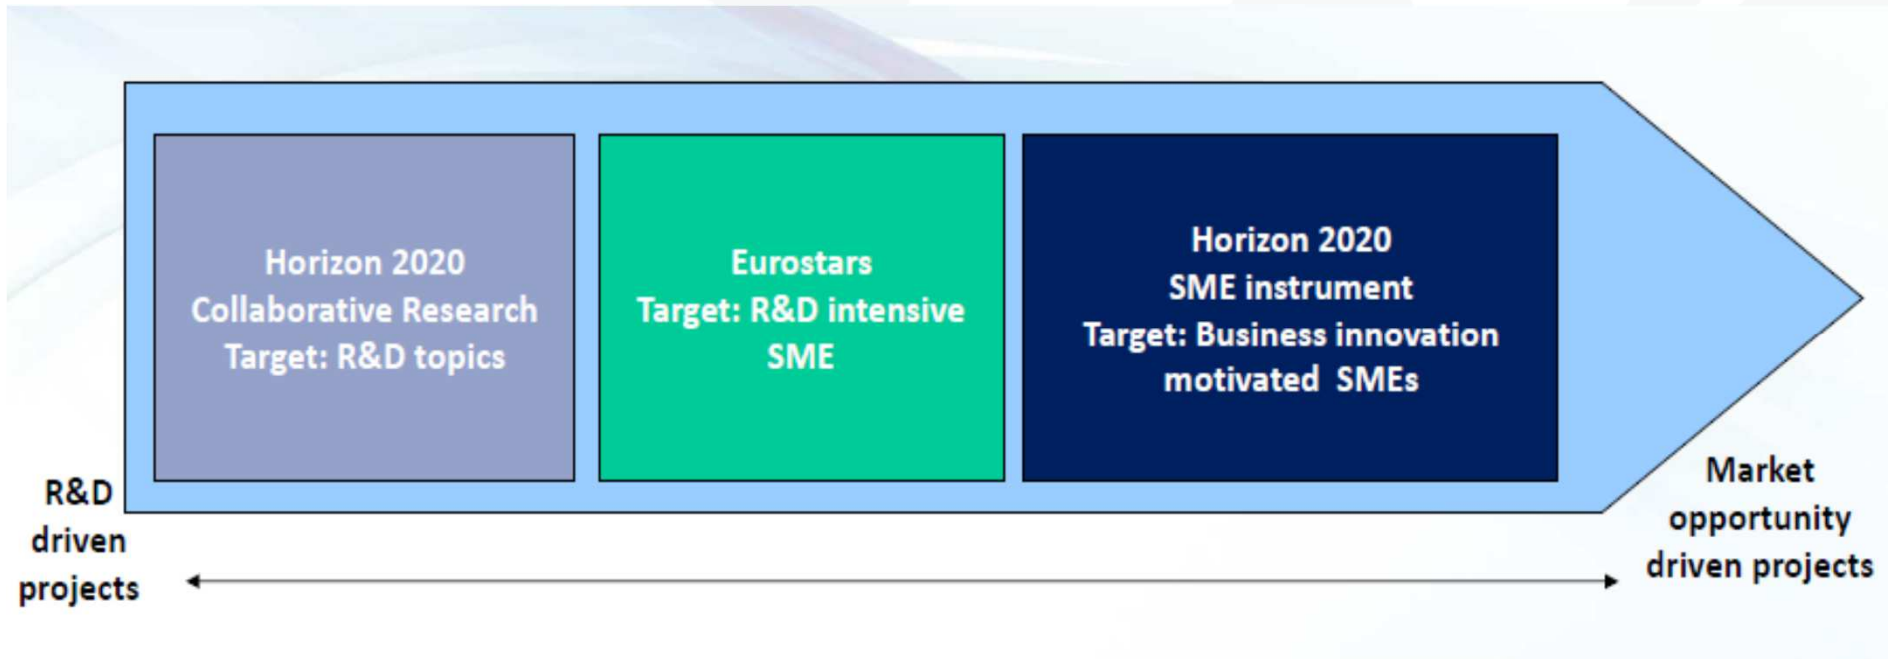 Horizon 2020
Collaborative Research
Target: R&D topics
Eurostars
Target: R&D intensive
SME
Horizon 2020
SME instrument
Target: Business innovation
motivated SMEs
R&D
driven
projects
Market
opportunity
driven projects